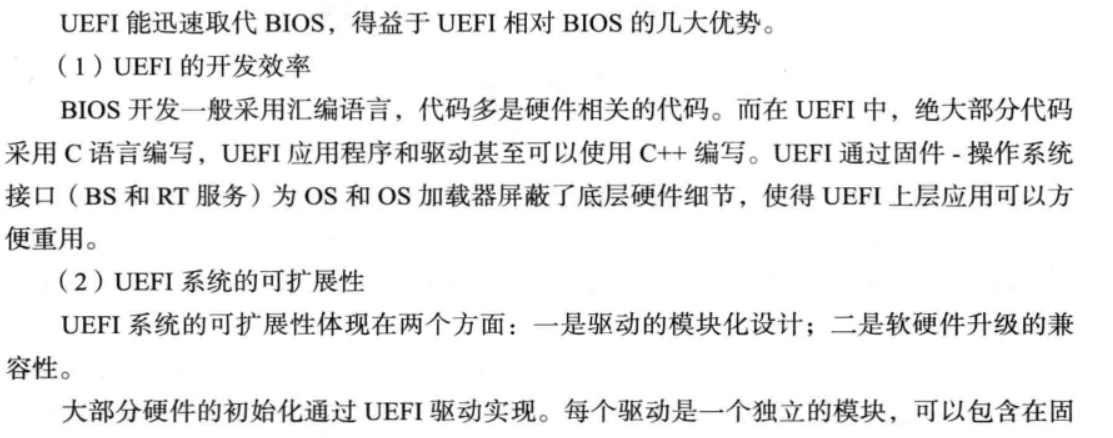 UEFI 能迅速取代 BIOS，得益于 UEFI 相对 BIOS 的几大优势。
（1）UEFI 的开发效率
BIOS 开发一般采用汇编语言，代码多是硬件相关的代码。而在 UEFI 中，绝大部分代码
采用 C 语言编写，UEFI 应用程序和驱动甚至可以使用 C++ 编写。UEFI 通过固件 - 操作系统
接口（BS 和 RT 服务）为 OS 和 OS 加载器屏蔽了底层硬件细节，使得 UEFI 上层应用可以方
便重用。
（2）UEFI 系统的可扩展性
UEFI 系统的可扩展性体现在两个方面：一是驱动的模块化设计；二是软硬件升级的兼
容性。
大部分硬件的初始化通过 UEFI 驱动实现。每个驱动是一个独立的模块，可以包含在固